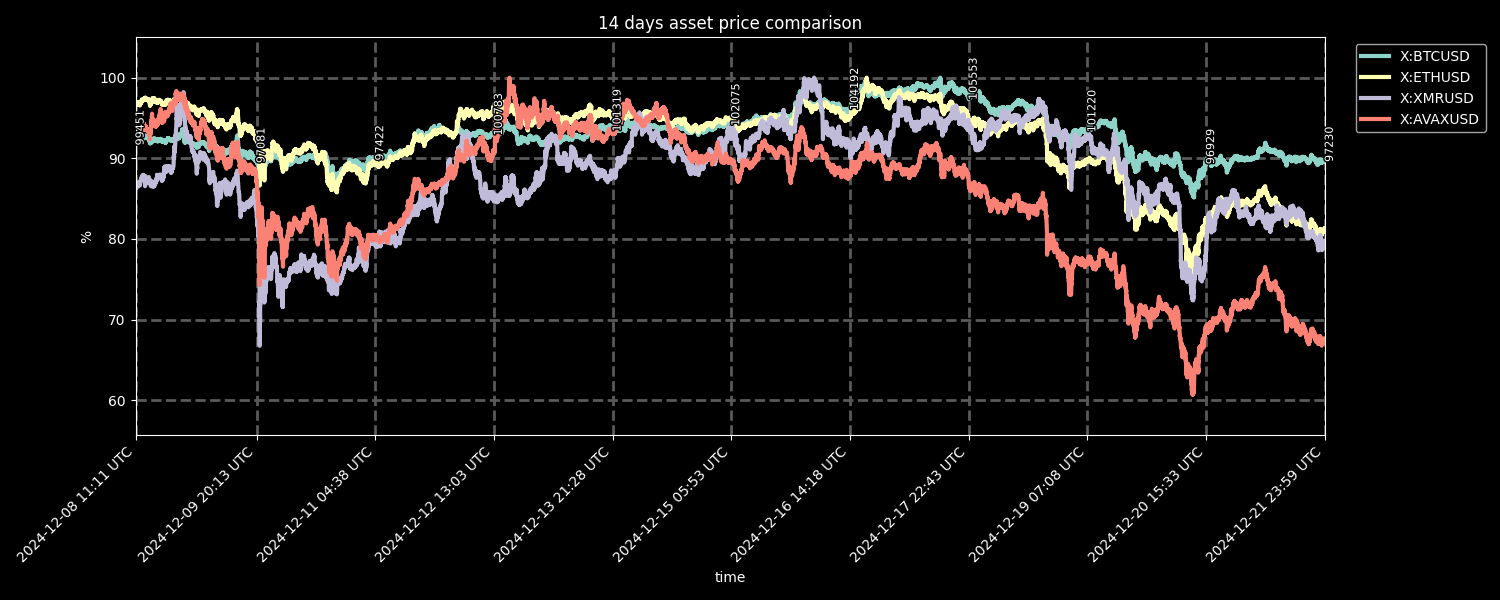 14 days asset price comparison
X:BTCUSD
X:ETHUSD
X:XMRUSD
X:AVAXUSD
%
100
90
80
70
60
99451
97081
97422
100783
101319
102075
104192
105553
101220
96929
97230
2024-12-08 11:11 UTC
2024-12-09 20:13 UTC
2024-12-11 04:38 UTC
2024-12-12 13:03 UTC
2024-12-13 21:28 UTC
2024-12-15 05:53 UTC
2024-12-16 14:18 UTC
2024-12-17 22:43 UTC
2024-12-19 07:08 UTC
2024-12-20 15:33 UTC
2024-12-21 23:59 UTC
time